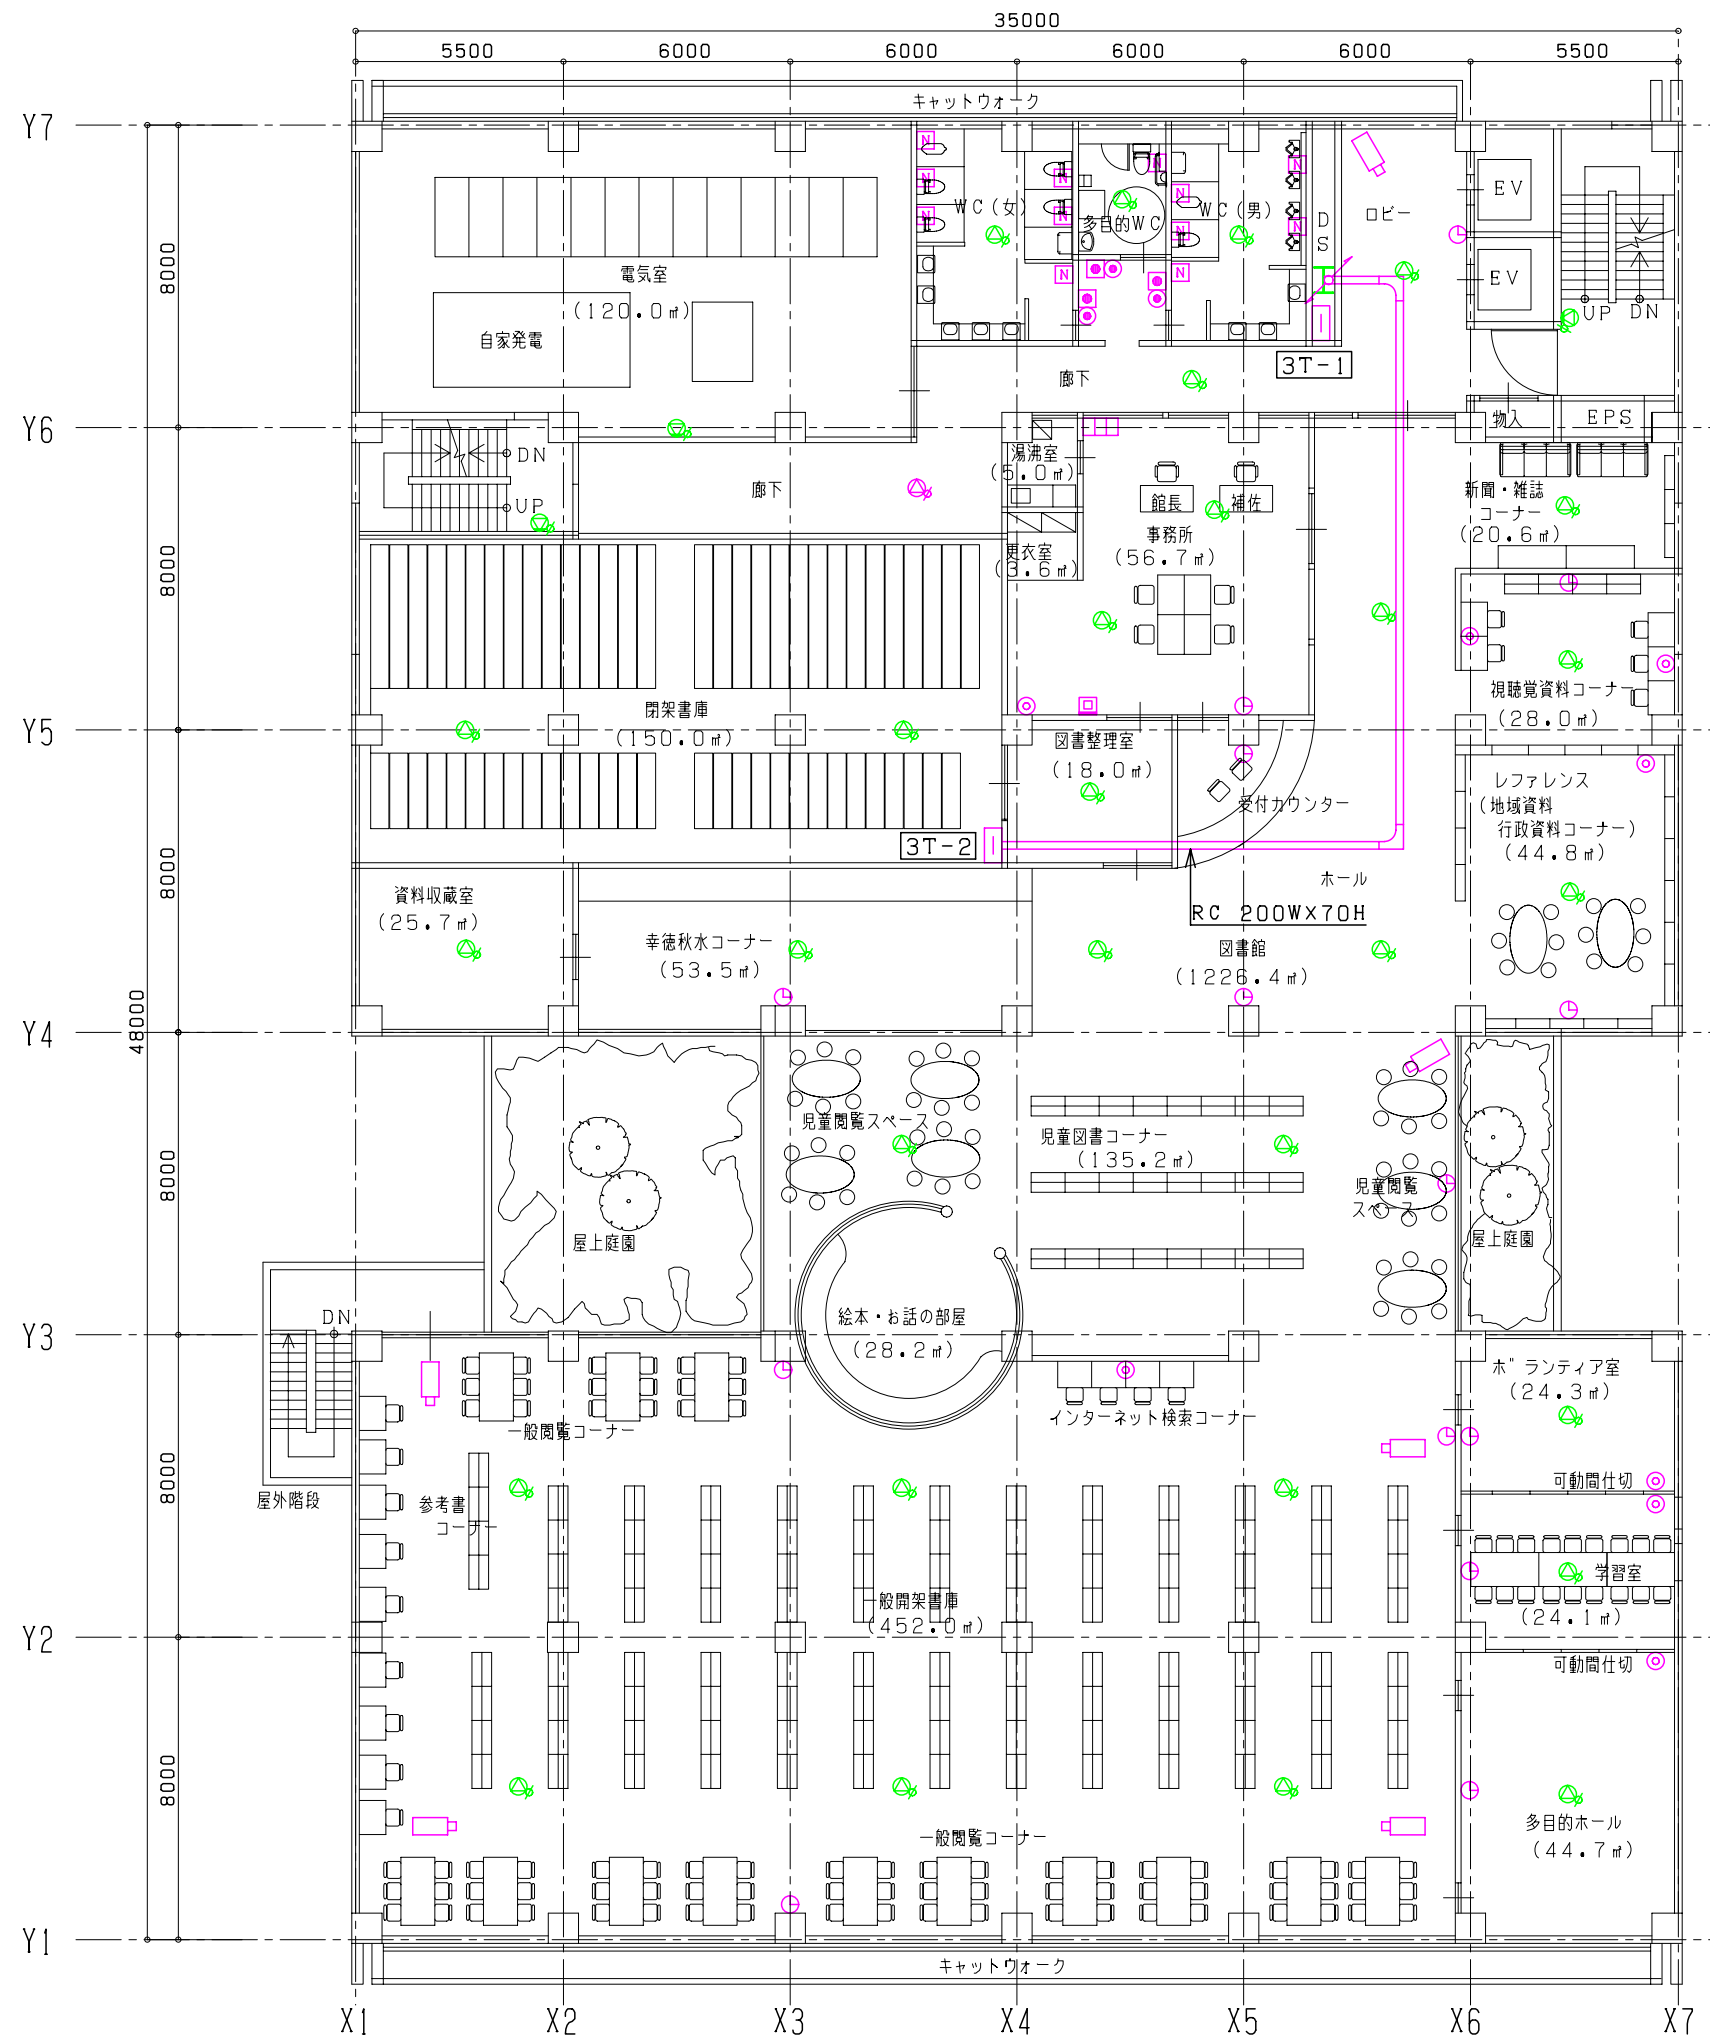 35000
5500
6000
6000
6000
6000
5500
キャットウォーク
Y7
WC(女)
多目的WC
WC(男)
DS
ロビー
EV
EV
UP
DN
8000
電気室
(120.0㎡)
自家発電
3T-1
廊下
物入
EPS
Y6
DN
UP
廊下
湯沸室
(5.0㎡)
館長
補佐
事務所
(56.7㎡)
更衣室
(3.6㎡)
新聞・雑誌
コーナー
(20.6㎡)
8000
視聴覚資料コーナー
(28.0㎡)
閉架書庫
(150.0㎡)
Y5
図書整理室
(18.0㎡)
受付カウンター
レファレンス
(地域資料
行政資料コーナー)
(44.8㎡)
3T-2
8000
資料収蔵室
(25.7㎡)
ホール
RC 200W×70H
幸徳秋水コーナー
(53.5㎡)
図書館
(1226.4㎡)
48000
Y4
児童閲覧スペース
児童図書コーナー
(135.2㎡)
児童閲覧
スペース
8000
屋上庭園
屋上庭園
DN
絵本・お話の部屋
(28.2㎡)
Y3
ボランティア室
(24.3㎡)
一般閲覧コーナー
インターネット検索コーナー
8000
屋外階段
参考書
コーナー
可動間仕切
一般開架書庫
(452.0㎡)
学習室
(24.1㎡)
Y2
可動間仕切
8000
多目的ホール
(44.7㎡)
一般閲覧コーナー
Y1
キャットウォーク
X1
X2
X3
X4
X5
X6
X7